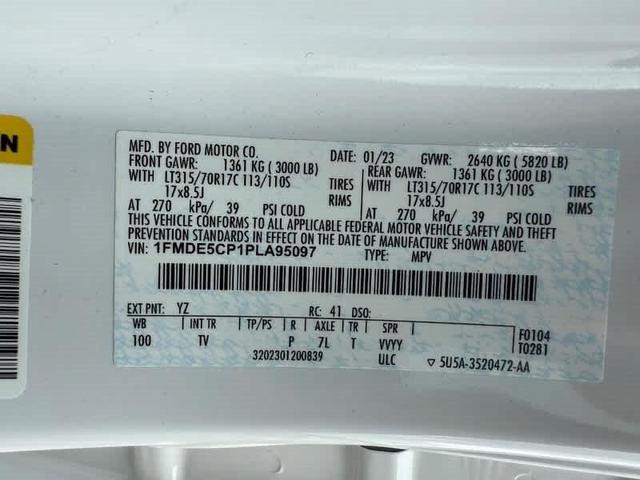 N
MFD. BY FORD MOTOR CO. DATE: 01/23 GVWR: 2640 KG ( 5820 LB)
FRONT GAWR: 1361 KG ( 3000 LB) REAR GAWR: 1361 KG ( 3000 LB)
WITH LT315/70R17C 113/110S TIRES WITH LT315/70R17C 113/110S TIRES
17x8.5J RIMS 17x8.5J RIMS
AT 270 kPa/ 39 PSI COLD AT 270 kPa/ 39 PSI COLD
THIS VEHICLE CONFORMS TO ALL APPLICABLE FEDERAL MOTOR VEHICLE SAFETY AND THEFT
PREVENTION STANDARDS IN EFFECT ON THE DATE OF MANUFACTURE SHOWN ABOVE.
VIN: 1FMDE5CP1PLA95097 TYPE: MPV
EXT PNT: YZ RC: 41 DSO: F0104
WB INT TR TP/PS R AXLE TR SPR T0281
100 TV P 7L T VVYY
3202301200839 ULC ▽ 5U5A-3520472-AA